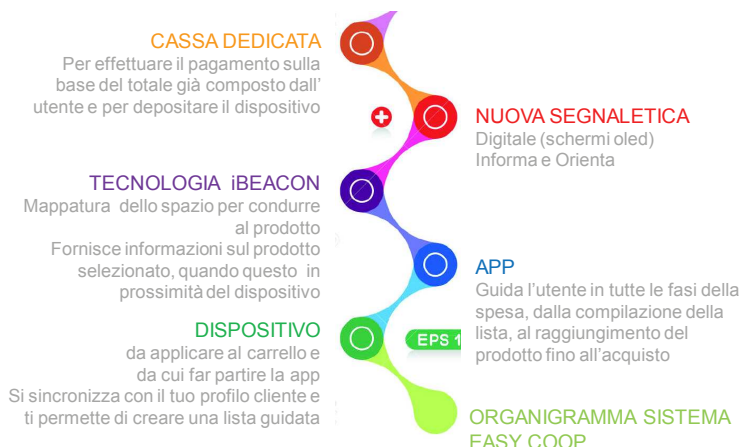 CASSA DEDICATA
Per effettuare il pagamento sulla
base del totale già composto dall'
utente e per depositare il dispositivo
NUOVA SEGNALETICA
Digitale (schermi oled)
Informa e Orienta
TECNOLOGIA iBEACON
Mappatura dello spazio per condurre
al prodotto
Fornisce informazioni sul prodotto
selezionato, quando questo in
prossimità del dispositivo
APP
Guida l'utente in tutte le fasi della
spesa, dalla compilazione della
lista, al raggiungimento del
prodotto fino all'acquisto
DISPOSITIVO
da applicare al carrello e
da cui far partire la app
Si sincronizza con il tuo profilo cliente e
ti permette di creare una lista guidata
EPS 1
ORGANIGRAMMA SISTEMA
EASY COOP